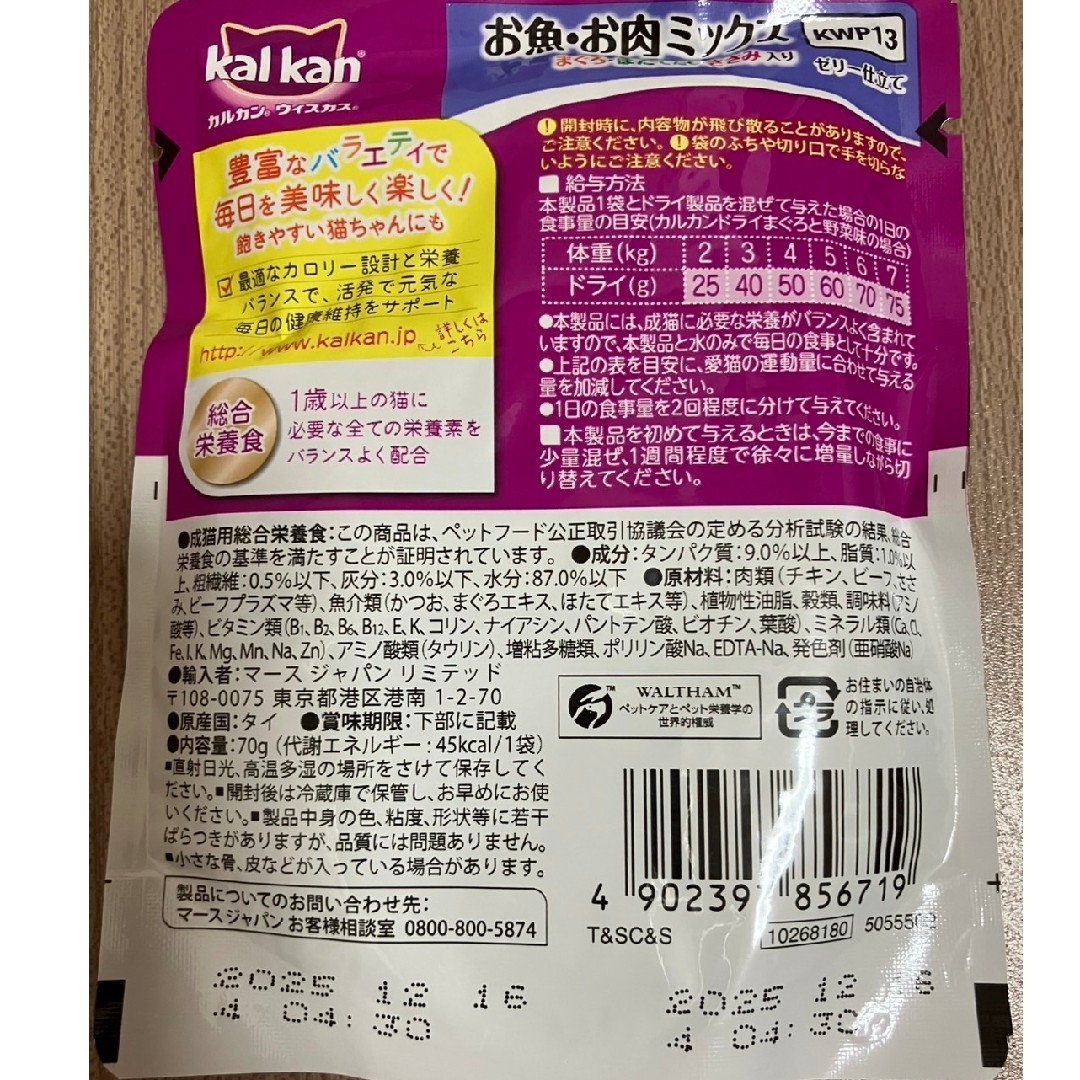 kal kan®
カルカン® ウィスカス®
お魚・お肉ミックス
KWP13
まぐろ・ほたて・ささみ入り
ゼリー仕立て
豊富なバラエティで
毎日を美味しく楽しく!
飽きやすい猫ちゃんにも
最適なカロリー設計と栄養
バランスで、活発で元気な
毎日の健康維持をサポート
http://www.kalkan.jp
詳しくは
こちら
総合
栄養食
1歳以上の猫に
必要な全ての栄養素を
バランスよく配合
!開封時に、内容物が飛び散ることがありますので、
ご注意ください。!袋のふちや切り口で手を切らな
いようにご注意ください。
■給与方法
本製品1袋とドライ製品を混ぜて与えた場合の1日の
食事量の目安(カルカンドライまぐろと野菜味の場合)
体重(kg) 2 3 4 5 6 7
ドライ(g) 25 40 50 60 70 75
●本製品には、成猫に必要な栄養がバランスよく含まれて
いますので、本製品と水のみで毎日の食事として十分です。
●上記の表を目安に、愛猫の運動量に合わせて与える
量を加減してください。
●1日の食事量を2回程度に分けて与えてください。
■本製品を初めて与えるときは、今までの食事に
少量混ぜ、1週間程度で徐々に増量しながら切
り替えてください。
●成猫用総合栄養食:この商品は、ペットフード公正取引協議会の定める分析試験の結果、総合
栄養食の基準を満たすことが証明されています。 ●成分:タンパク質:9.0%以上、脂質:1.0%以
上、粗繊維:0.5%以下、灰分:3.0%以下、水分:87.0%以下 ●原材料:肉類(チキン、ビーフ、ささ
み、ビーフプラズマ等)、魚介類(かつお、まぐろエキス、ほたてエキス等)、植物性油脂、穀類、調味料(アミノ
酸等)、ビタミン類(B1, B2, B6, B12, E, K, コリン, ナイアシン, パントテン酸, ビオチン, 葉酸)、ミネラル類(Ca, Cl,
Fe, I, K, Mg, Mn, Na, Zn)、アミノ酸類(タウリン)、増粘多糖類、ポリリン酸Na、EDTA-Na、発色剤(亜硝酸Na)
●輸入者:マース ジャパン リミテッド
〒108-0075 東京都港区港南 1-2-70
●原産国:タイ ●賞味期限:下部に記載
●内容量:70g (代謝エネルギー:45kcal/1袋)
■直射日光、高温多湿の場所をさけて保存してく
ださい。■開封後は冷蔵庫で保管し、お早めにお使
いください。■製品中身の色、粘度、形状等に若干
ばらつきがありますが、品質には問題ありません。
■小さな骨、皮などが入っている場合があります。
WALTHAM™
ペットケアとペット栄養学の
世界的権威
プラ
お住まいの自治体
の指示に従い、処
理してください。
製品についてのお問い合わせ先:
マースジャパン お客様相談室 0800-800-5874
4 902397 856719
T&SC&S
10268180
2025 12 16
4 04:30
2025 12 16
4 04:30